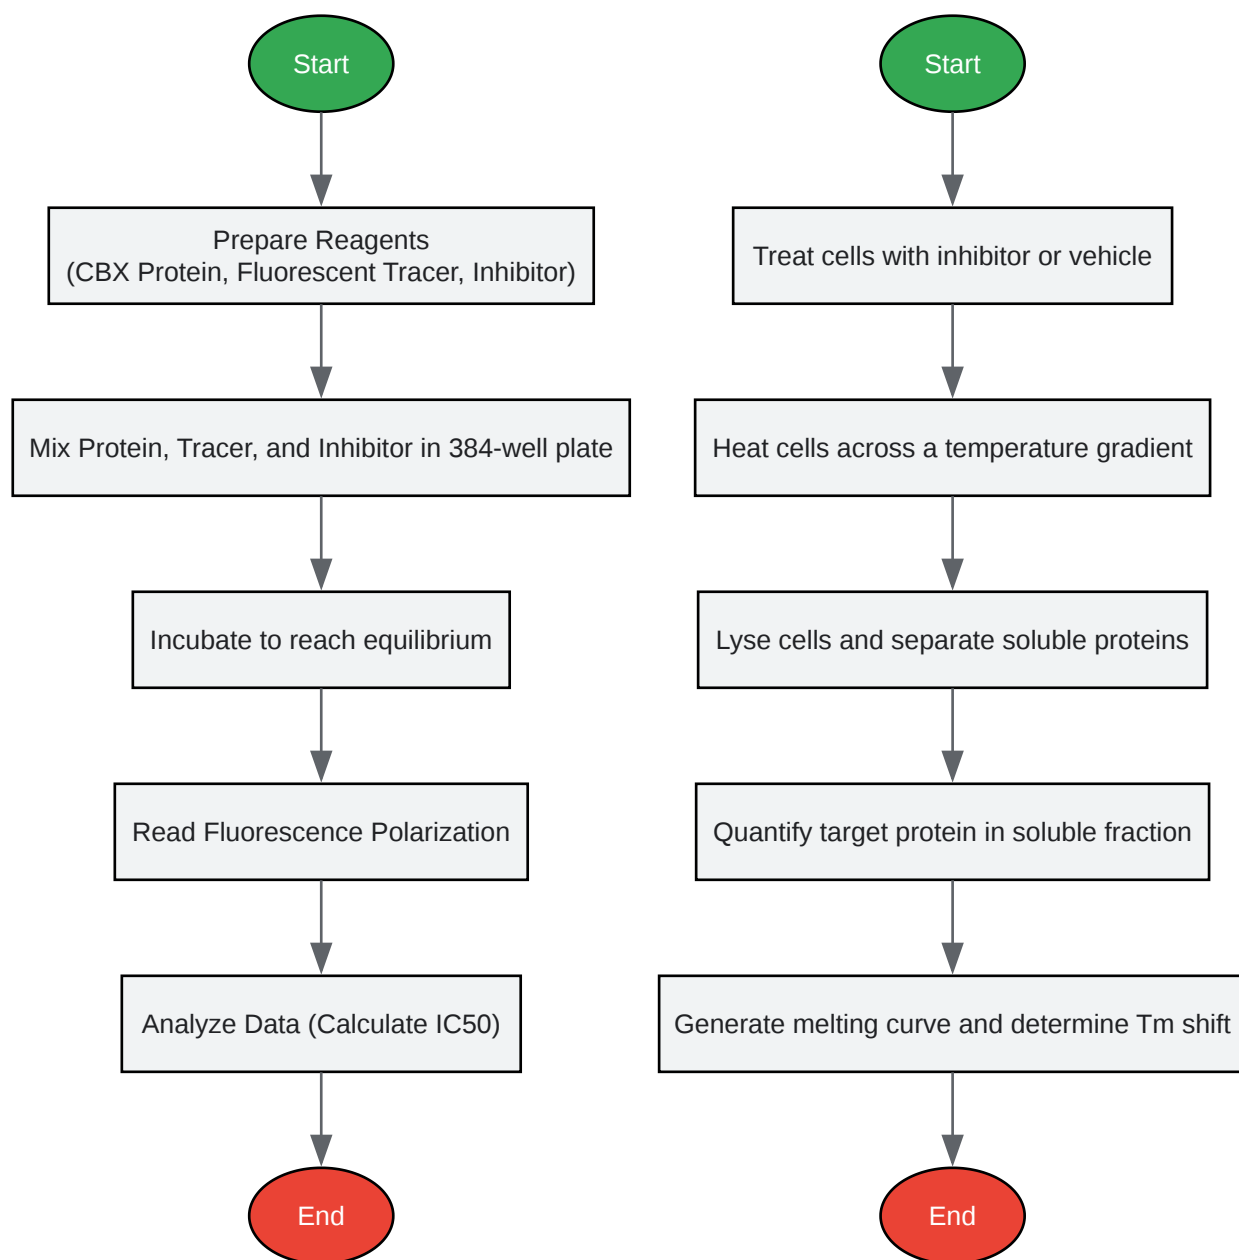 Start
Prepare Reagents
(CBX Protein, Fluorescent Tracer, Inhibitor)
Mix Protein, Tracer, and Inhibitor in 384-well plate
Incubate to reach equilibrium
Read Fluorescence Polarization
Analyze Data (Calculate IC50)
End
Start
Treat cells with inhibitor or vehicle
Heat cells across a temperature gradient
Lyse cells and separate soluble proteins
Quantify target protein in soluble fraction
Generate melting curve and determine Tm shift
End